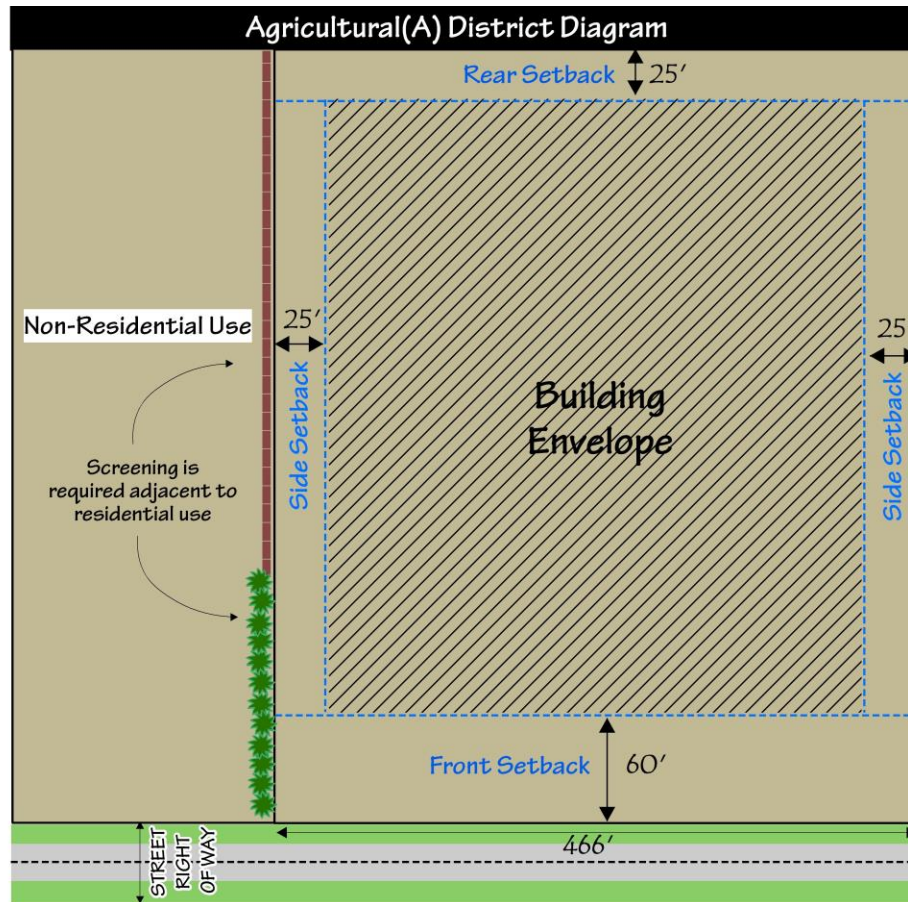 Agricultural(A) District Diagram
Rear Setback 25'
Non-Residential Use
25'
25
Side Setback
Side Setback
Building
Envelope
Screening is
required adjacent to
residential use
Front Setback 60'
466'
STREET
RIGHT
OF WAY